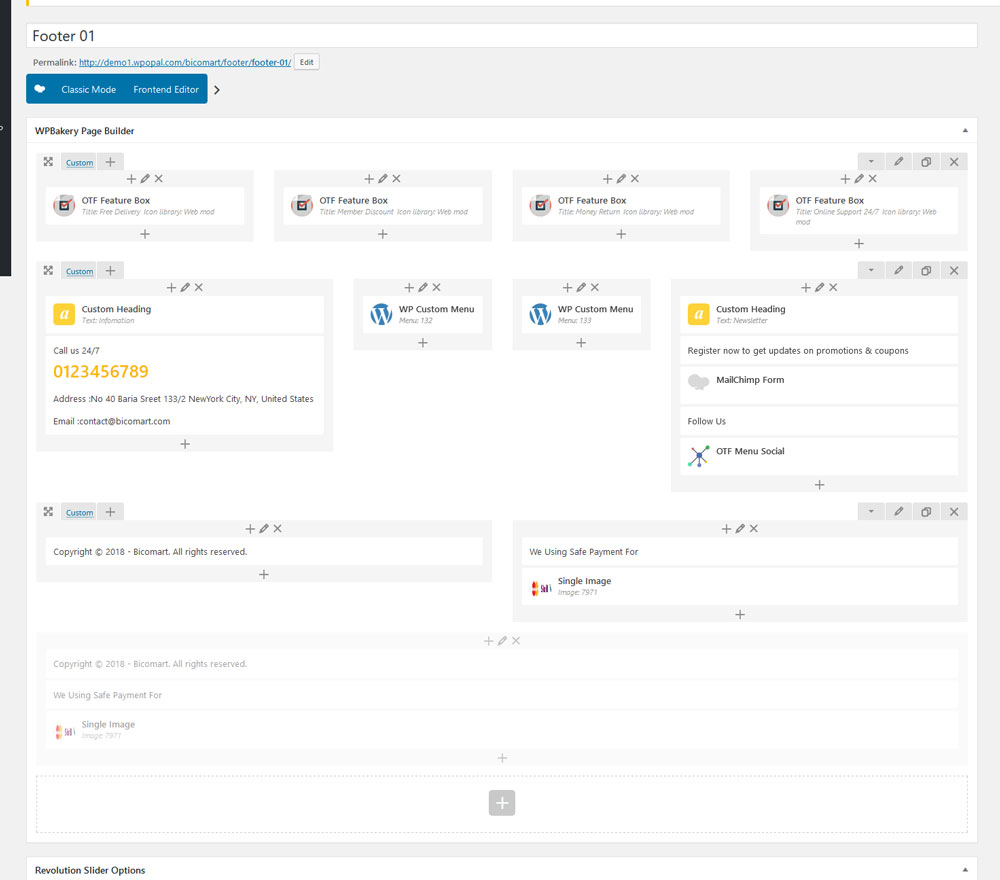 Footer 01
Permalink: http://demo1.wpopal.com/bicomart/footer/footer-01/ Edit
Classic Mode Frontend Editor
WPBakery Page Builder
Custom
OTF Feature Box
Title: Free Delivery Icon library: Web mod
OTF Feature Box
Title: Member Discount Icon library: Web mod
OTF Feature Box
Title: Money Return Icon library: Web mod
OTF Feature Box
Title: Online Support 24/7 Icon library: Web
mod
Custom
Custom Heading
Text: Infomation
Call us 24/7
0123456789
Address :No 40 Baria Sreet 133/2 NewYork City, NY, United States
Email :contact@bicomart.com
WP Custom Menu
Menu: 132
WP Custom Menu
Menu: 133
Custom Heading
Text: Newsletter
Register now to get updates on promotions & coupons
MailChimp Form
Follow Us
OTF Menu Social
Custom
Copyright © 2018 - Bicomart. All rights reserved.
We Using Safe Payment For
Single Image
Image: 7971
Copyright © 2018 - Bicomart. All rights reserved.
We Using Safe Payment For
Single Image
Image: 7971
Revolution Slider Options